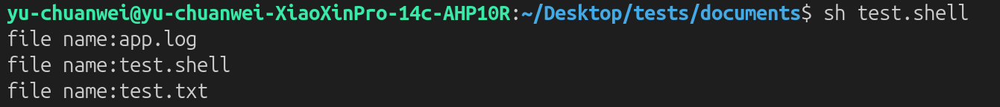 yu-chuanwei@yu-chuanwei-XiaoXinPro-14c-AHP10R:~/Desktop/tests/documents$ sh test.shell
file name:app.log
file name:test.shell
file name:test.txt